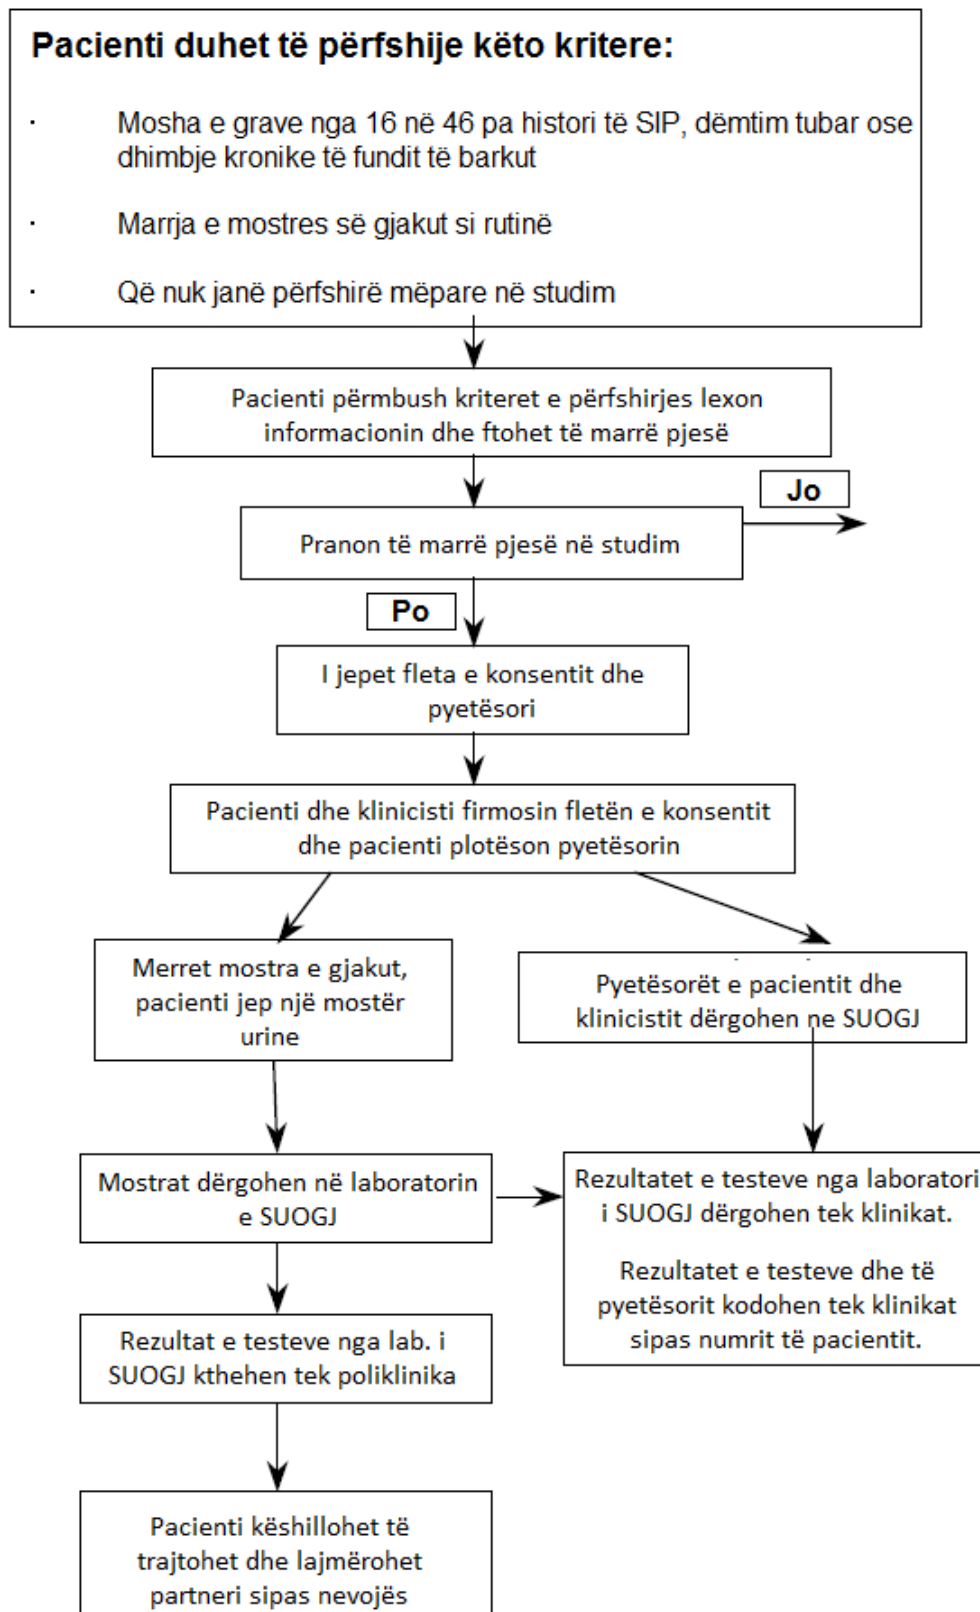 Pacienti duhet të përfshije këto kritere:
· Mosha e grave nga 16 në 46 pa histori të SIP, dëmtim tubar ose
dhimbje kronike të fundit të barkut
· Marrja e mostres së gjakut si rutinë
· Që nuk janë përfshirë mëpare në studim
Pacienti përmbush kriteret e përfshirjes lexon
informacionin dhe ftohet të marrë pjesë
Jo
Pranon të marrë pjesë në studim
Po
I jepet fleta e konsentit dhe
pyetësori
Pacienti dhe klinicisti firmosin fletën e konsentit
dhe pacienti plotëson pyetësorin
Merret mostra e gjakut,
pacienti jep një mostër
urine
Pyetësorët e pacientit dhe
klinicistit dërgohen ne SUOGJ
Mostrat dërgohen në laboratorin
e SUOGJ
Rezultatet e testeve nga laboratori
i SUOGJ dërgohen tek klinikat.
Rezultatet e testeve dhe të
pyetësorit kodohen tek klinikat
sipas numrit të pacientit.
Rezultat e testeve nga lab. i
SUOGJ kthehen tek poliklinika
Pacienti këshillohet të
trajtohet dhe lajmërohet
partneri sipas nevojës